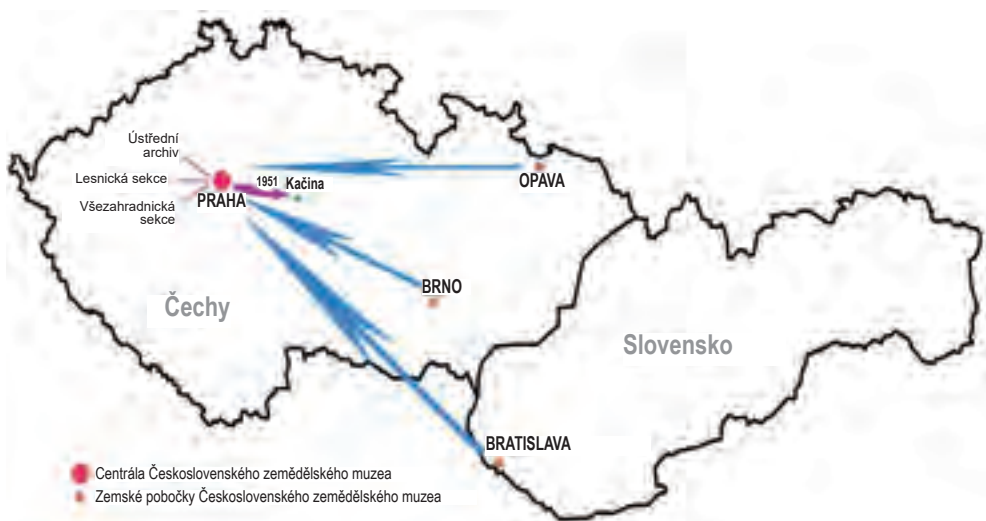 Ústřední
archiv
Lesnická sekce
Všezahradnická
sekce
PRAHA
1951
Kačina
OPAVA
BRNO
Čechy
Slovensko
BRATISLAVA
Centrála Československého zemědělského muzea
Zemské pobočky Československého zemědělského muzea